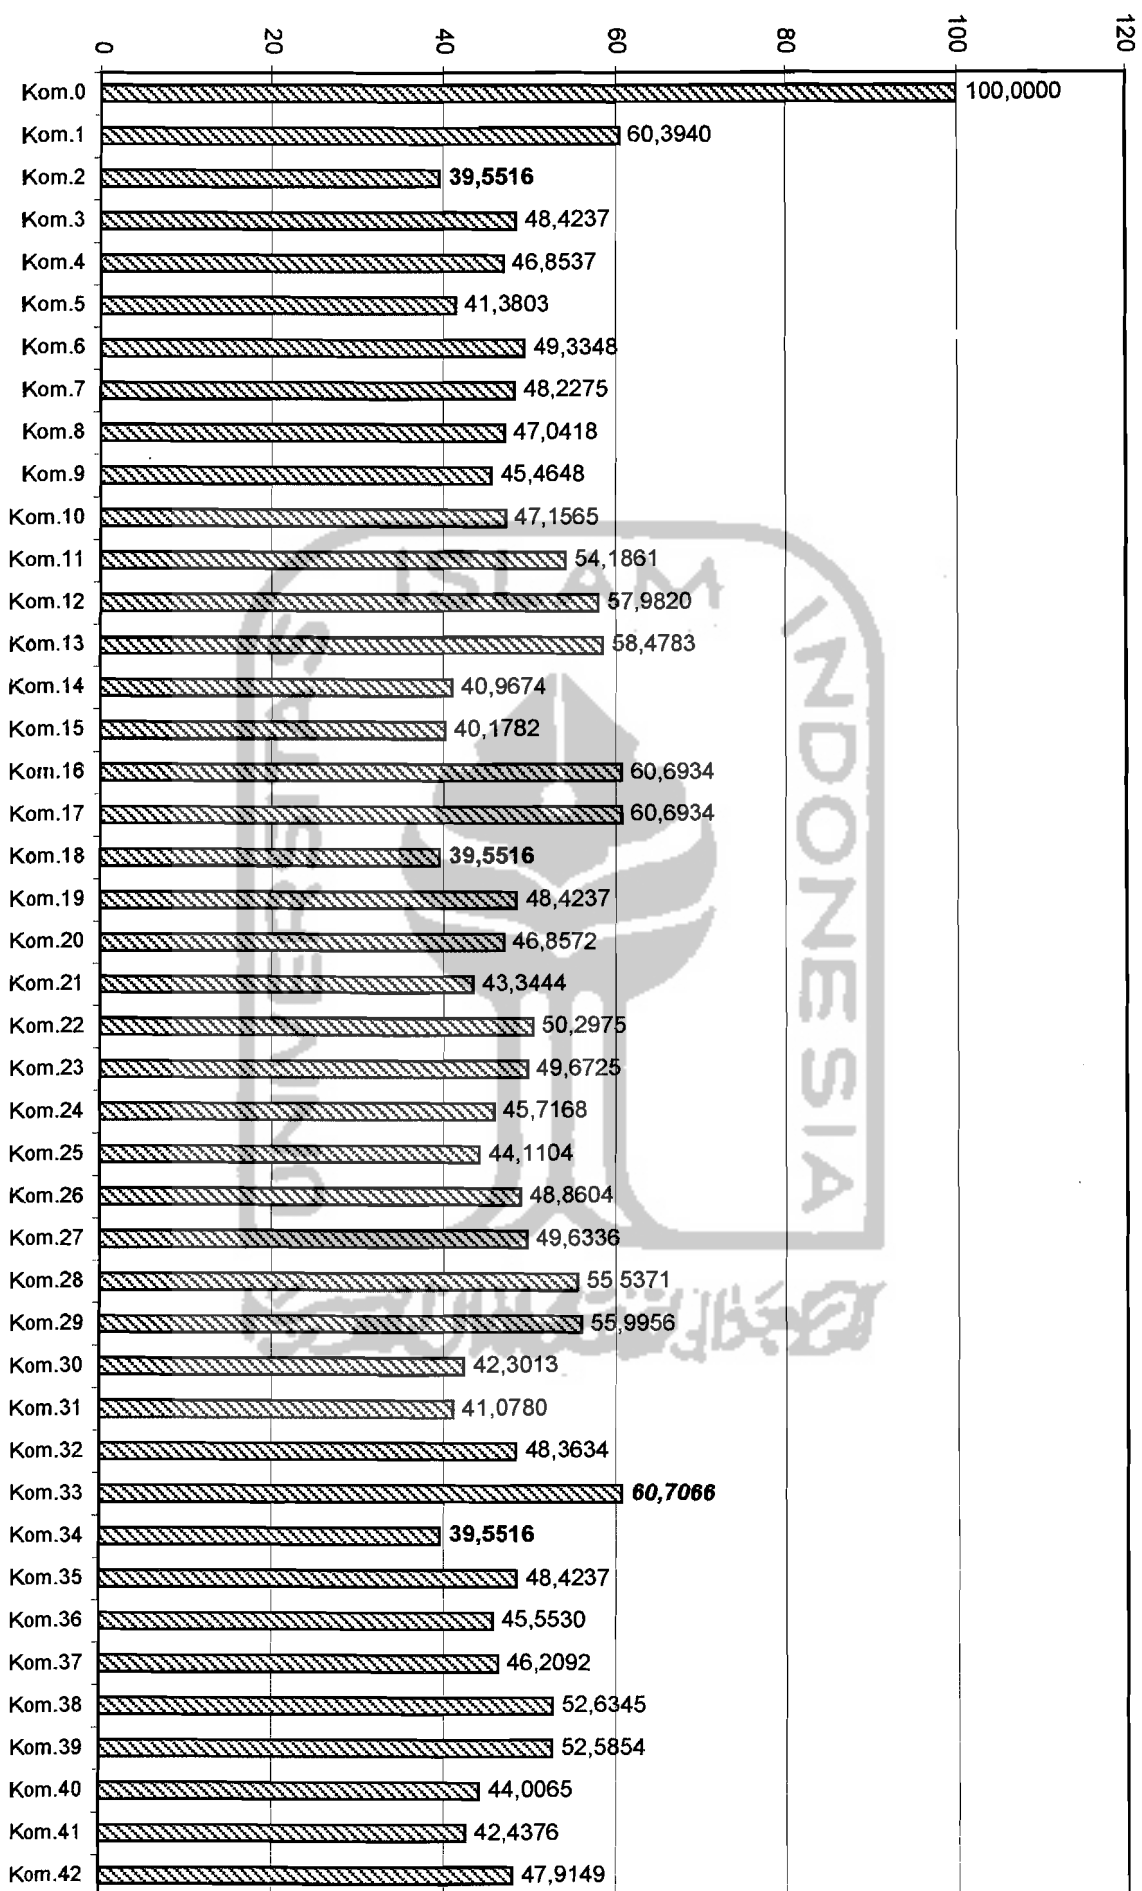 0 20 40 60 80 100 120
Kom.0 100,0000
Kom.1 60,3940
Kom.2 39,5516
Kom.3 48,4237
Kom.4 46,8537
Kom.5 41,3803
Kom.6 49,3348
Kom.7 48,2275
Kom.8 47,0418
Kom.9 45,4648
Kom.10 47,1565
Kom.11 54,1861
Kom.12 57,9820
Kom.13 58,4783
Kom.14 40,9674
Kom.15 40,1782
Kom.16 60,6934
Kom.17 60,6934
Kom.18 39,5516
Kom.19 48,4237
Kom.20 46,8572
Kom.21 43,3444
Kom.22 50,2975
Kom.23 49,6725
Kom.24 45,7168
Kom.25 44,1104
Kom.26 48,8604
Kom.27 49,6336
Kom.28 55,5371
Kom.29 55,9956
Kom.30 42,3013
Kom.31 41,0780
Kom.32 48,3634
Kom.33 60,7066
Kom.34 39,5516
Kom.35 48,4237
Kom.36 45,5530
Kom.37 46,2092
Kom.38 52,6345
Kom.39 52,5854
Kom.40 44,0065
Kom.41 42,4376
Kom.42 47,9149
UNIVERSITAS
ISLAM
INDONESIA